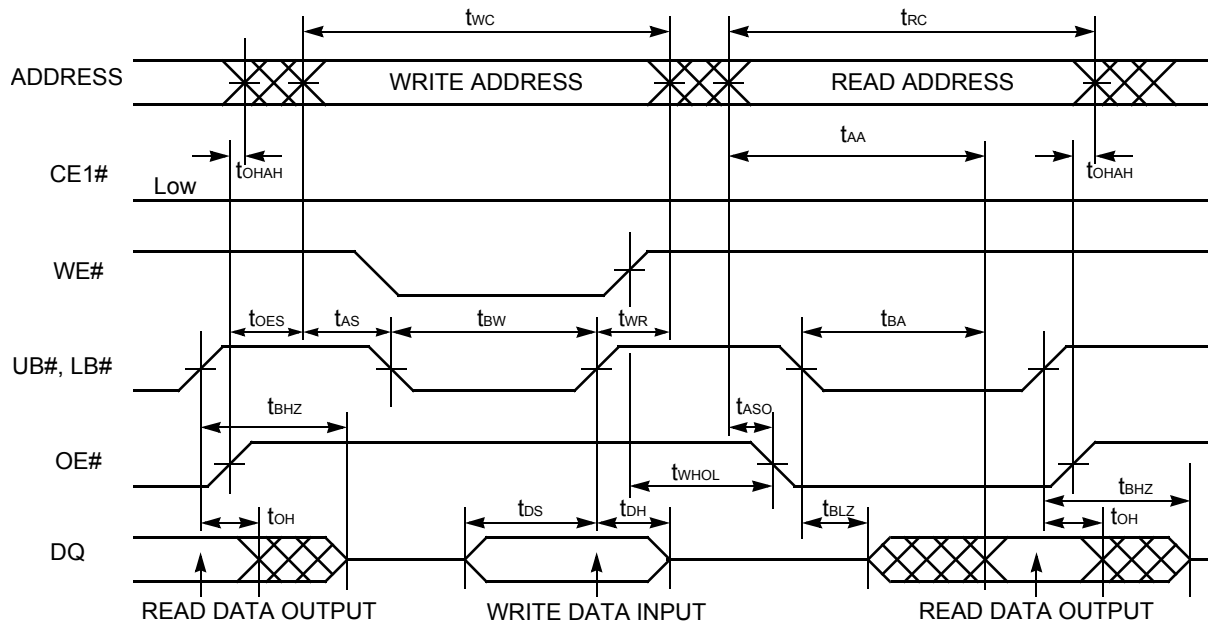 tWC tRC
ADDRESS WRITE ADDRESS READ ADDRESS
tAA
tOHAH tOHAH
CE1# Low
WE#
tOES tAS tBW tWR tBA
UB#, LB#
tBHZ tASO
OE#
tWHOL tBHZ
tOH tDS tDH tBLZ tOH
DQ
READ DATA OUTPUT WRITE DATA INPUT READ DATA OUTPUT